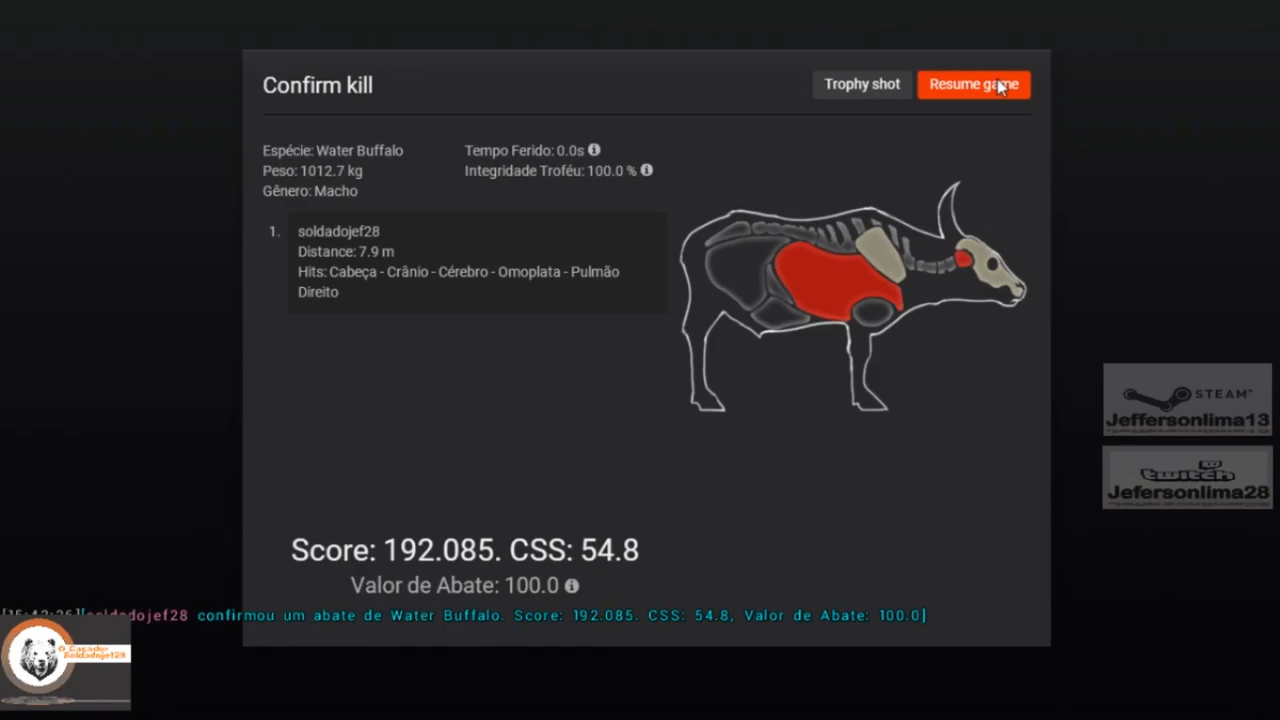 Confirm kill
Trophy shot
Resume game
Espécie: Water Buffalo
Peso: 1012.7 kg
Gênero: Macho
Tempo Ferido: 0.0s
Integridade Troféu: 100.0 %
1.
soldadojef28
Distance: 7.9 m
Hits: Cabeça - Crânio - Cérebro - Omoplata - Pulmão
Direito
STEAM™
Jeffersonlima13
twitch
Jefersonlima28
Score: 192.085. CSS: 54.8
Valor de Abate: 100.0
[soldadojef28 confirmou um abate de Water Buffalo. Score: 192.085. CSS: 54.8, Valor de Abate: 100.0]
O Caçador